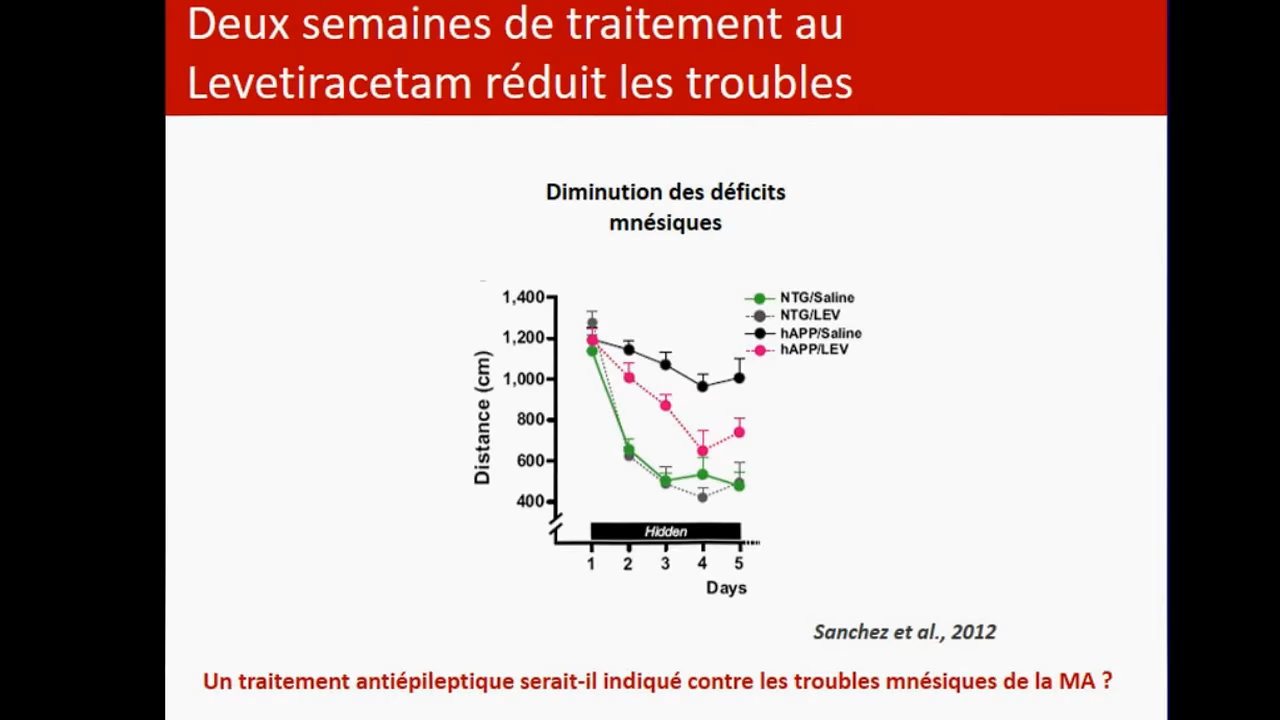 Deux semaines de traitement au
Levetiracetam réduit les troubles
Diminution des déficits
mnésiques
1,400
1,200
1,000
800
600
400
Distance (cm)
NTG/Saline
NTG/LEV
hAPP/Saline
hAPP/LEV
Hidden
1 2 3 4 5
Days
Sanchez et al., 2012
Un traitement antiépileptique serait-il indiqué contre les troubles mnésiques de la MA ?